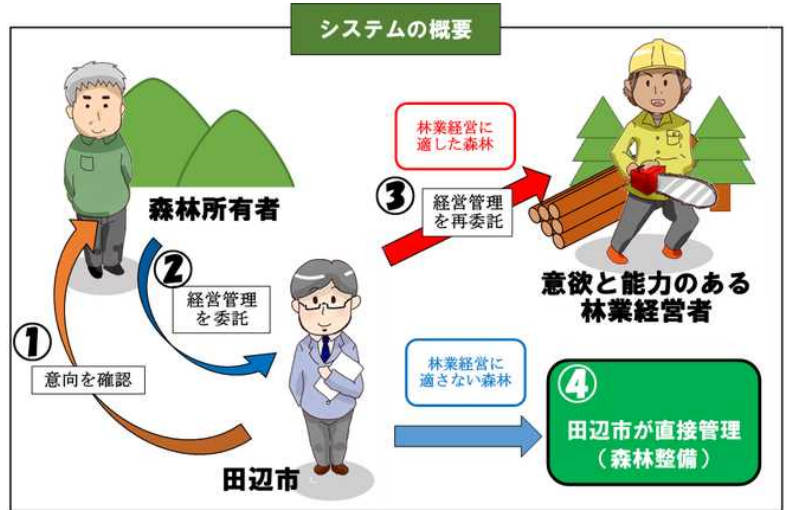 システムの概要
森林所有者
①
意向を確認
②
経営管理
を委託
田辺市
林業経営に
適した森林
③
経営管理
を再委託
意欲と能力のある
林業経営者
林業経営に
適さない森林
④
田辺市が直接管理
（森林整備）